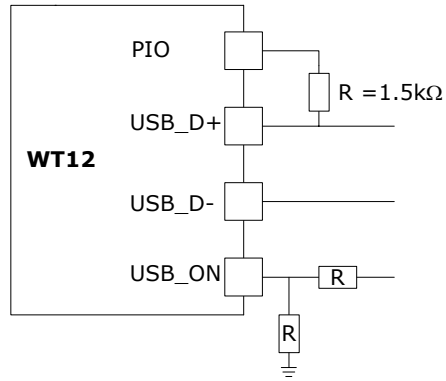 PIO
R =1.5kΩ
USB_D+
WT12
USB_D-
USB_ON
R
R